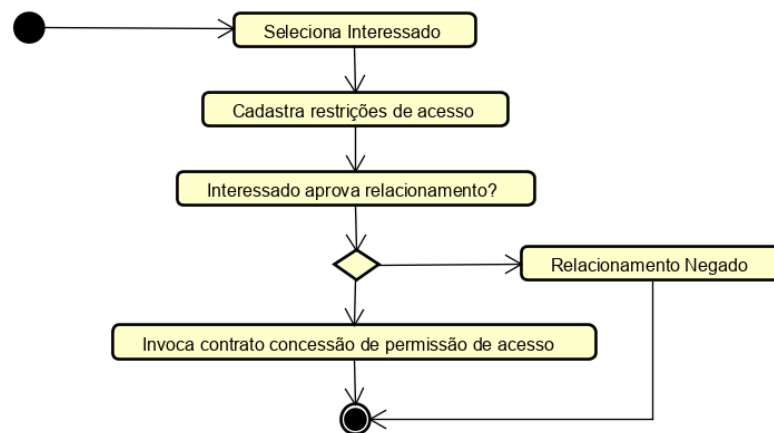 Seleciona Interessado
Cadastra restrições de acesso
Interessado aprova relacionamento?
Relacionamento Negado
Invoca contrato concessão de permissão de acesso